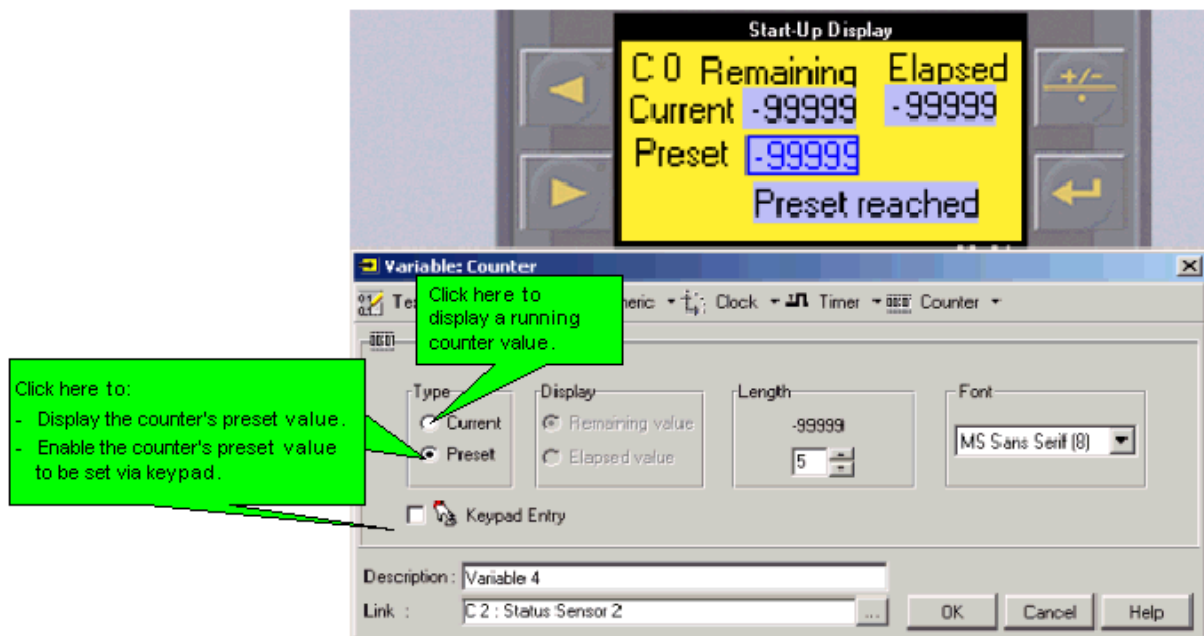 Start-Up Display
C 0 Remaining Elapsed
Current -99999 -99999
Preset -99999
Preset reached
+/-
Variable: Counter
Click here to
display a running
counter value.
Clock Timer Counter
Click here to:
- Display the counter's preset value.
- Enable the counter's preset value
to be set via keypad.
Type
Current
Preset
Display
Remaining value
Elapsed value
Length
-99999
5
Font
MS Sans Serif (8)
Keypad Entry
Description : Variable 4
Link : C 2 : Status Sensor 2 ...
OK Cancel Help